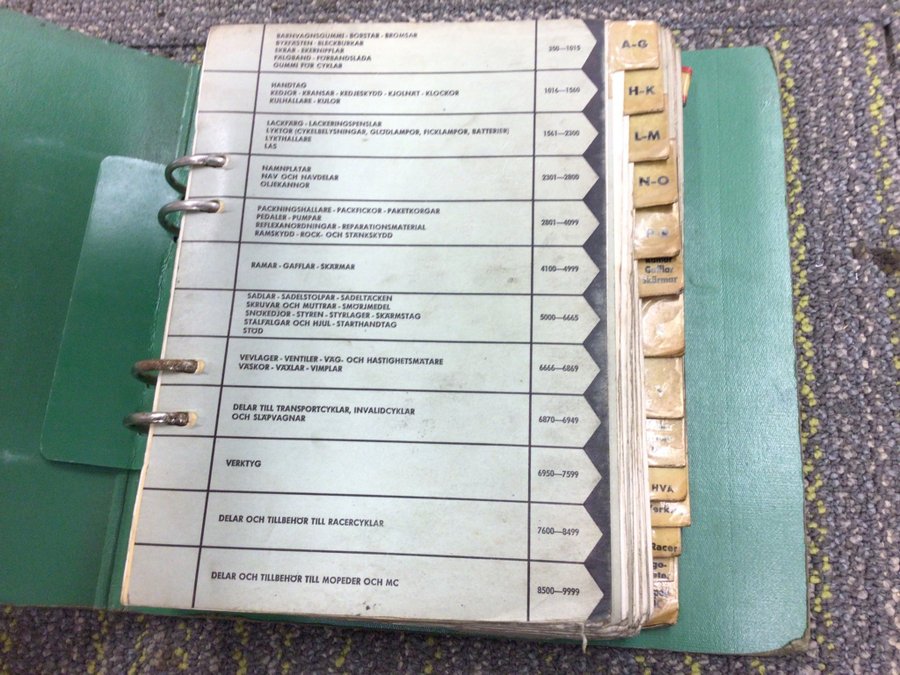 BARNVAGNSGUMMI - BORSTAR - BROMSAR
BYXFÄSTEN - BLECKBURKAR
EKRAR - EKERNIPPLAR
FÄLGBAND - FÖRBANDSLÅDA
GUMMI FÖR CYKLAR
350—1015
HANDTAG
KEDJOR - KRANSAR - KEDJESKYDD - KJOLNÄT - KLOCKOR
KULHÅLLARE - KULOR
1016—1560
LACKFÄRG - LACKERINGSPENSLAR
LYKTOR (CYKELBELYSNINGAR, GLÖDLAMPOR, FICKLAMPOR, BATTERIER)
LYKTHÅLLARE
LÅS
1561—2300
NAMNPLÅTAR
NAV OCH NAVDELAR
OLJEKANNOR
2301—2800
PACKNINGSHÅLLARE - PACKFICKOR - PAKETKORGAR
PEDALER - PUMPAR
REFLEXANORDNINGAR - REPARATIONSMATERIAL
RAMSKYDD - ROCK- OCH STÄNKSKYDD
2801—4099
RAMAR - GAFFLAR - SKÄRMAR
4100—4999
SADLAR - SADELSTOLPAR - SADELTÄCKEN
SKRUVAR OCH MUTTRAR - SMÖRJMEDEL
SNÖKEDJOR - STYREN - STYRLAGER - SKÄRMSTAG
STÅLFÄLGAR OCH HJUL - STARTHANDTAG
STÖD
5000—6665
VEVLAGER - VENTILER - VÄG- OCH HASTIGHETSMÄTARE
VÄSKOR - VÄXLAR - VIMPLAR
6666—6869
DELAR TILL TRANSPORTCYKLAR, INVALIDCYKLAR
OCH SLÄPVAGNAR
6870—6949
VERKTYG
6950—7599
DELAR OCH TILLBEHÖR TILL RACERCYKLAR
7600—8499
DELAR OCH TILLBEHÖR TILL MOPEDER OCH MC
8500—9999
A-G
H-K
L-M
N-O
Ramar
Gafflar
Skärmar
HVA
Racer